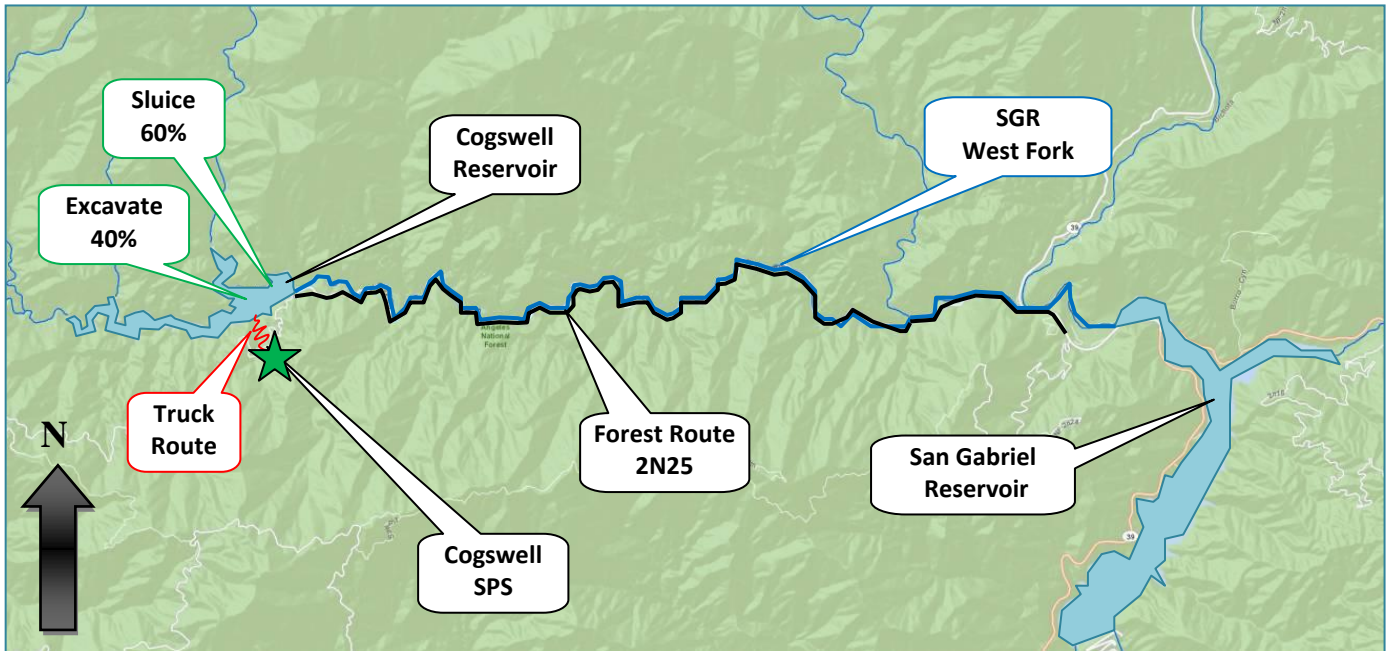 Sluice
60%
Cogswell
Reservoir
SGR
West Fork
Excavate
40%
39
Angeles
National
Forest
Truck
Route
N
Forest Route
2N25
San Gabriel
Reservoir
Cogswell
SPS
39